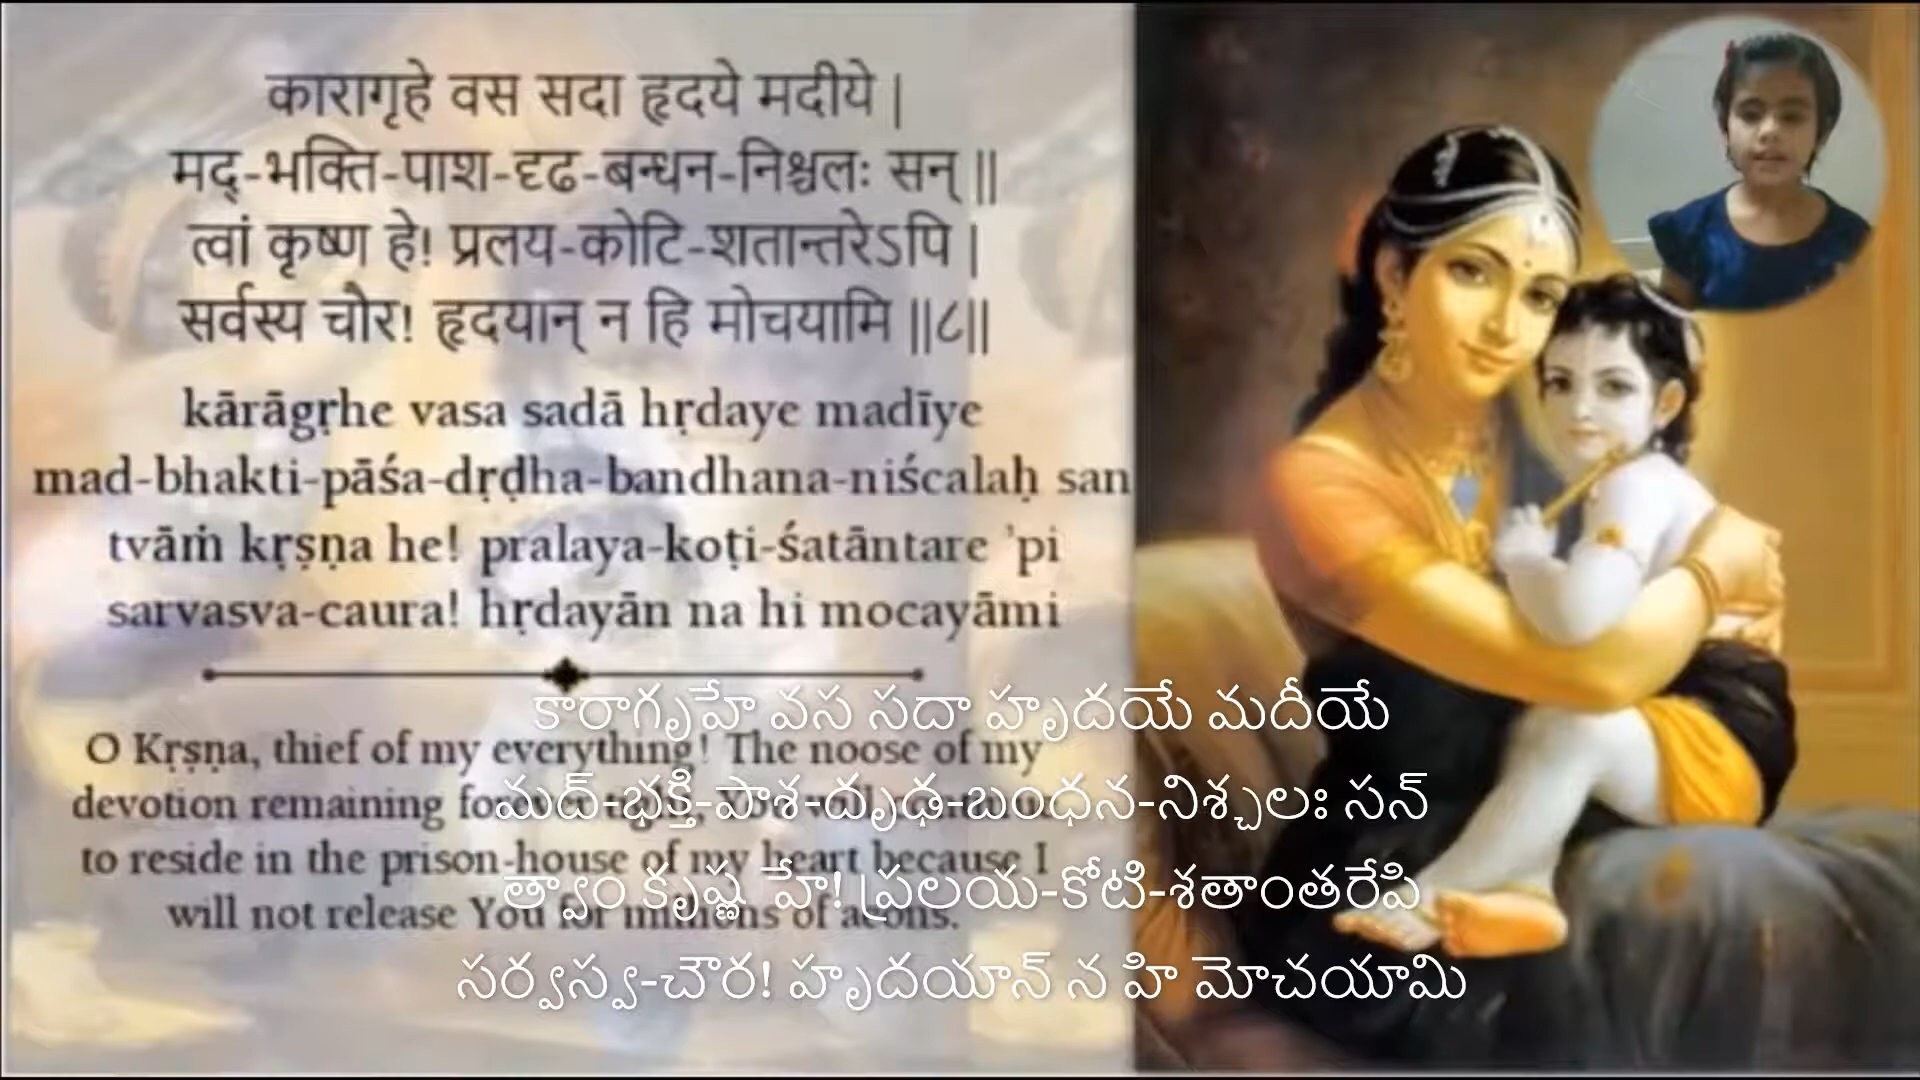 कारागृहे वस सदा हृदये मदीये |
मद्-भक्ति-पाश-दृढ-बन्धन-निश्चलः सन् ||
त्वां कृष्ण हे! प्रलय-कोटि-शतान्तरेऽपि |
सर्वस्य चौर! हृदयान् न हि मोचयामि ||८||
kārāgṛhe vasa sadā hṛdaye madīye
mad-bhakti-pāśa-dṛḍha-bandhana-niścalaḥ san
tvāṁ kṛṣṇa he! pralaya-koṭi-śatāntare 'pi
sarvasva-caura! hṛdayān na hi mocayāmi
O Kṛṣṇa, thief of my everything! The noose of my
devotion remaining
to reside in the prison-house of my heart because I
will not release You for millions of aeons.
కారాగృహే వస సదా హృదయే మదీయే
మద్-భక్తి-పాశ-దృఢ-బంధన-నిశ్చలః సన్
త్వాం కృష్ణ హే! ప్రలయ-కోటి-శతాంతరేపి
సర్వస్వ-చౌర! హృదయాన్ న హి మోచయామి